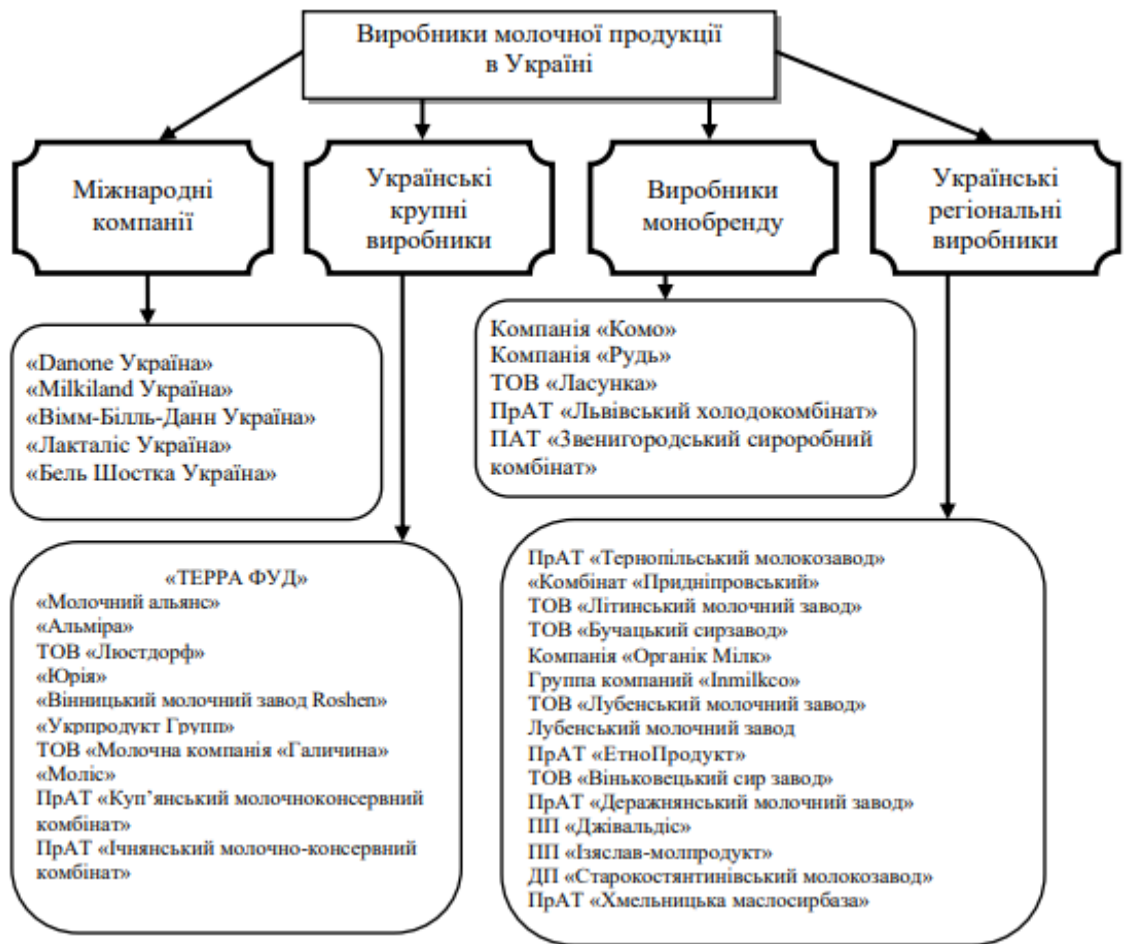 Виробники молочної продукції
в Україні
Міжнародні
компанії
Українські
крупні
виробники
Виробники
монобренду
Українські
регіональні
виробники
«Danone Україна»
«Milkiland Україна»
«Вімм-Білль-Данн Україна»
«Лакталіс Україна»
«Бель Шостка Україна»
Компанія «Комо»
Компанія «Рудь»
ТОВ «Ласунка»
ПрАТ «Львівський холодокомбінат»
ПАТ «Звенигородський сироробний
комбінат»
«ТЕРРА ФУД»
«Молочний альянс»
«Альміра»
ТОВ «Люстдорф»
«Юрія»
«Вінницький молочний завод Roshen»
«Укрпродукт Групп»
ТОВ «Молочна компанія «Галичина»
«Моліс»
ПрАТ «Куп’янський молочноконсервний
комбінат»
ПрАТ «Ічнянський молочно-консервний
комбінат»
ПрАТ «Тернопільський молокозавод»
«Комбінат «Придніпровський»
ТОВ «Літинський молочний завод»
ТОВ «Бучацький сирзавод»
Компанія «Органік Мілк»
Группа компаний «Inmilkco»
ТОВ «Лубенський молочний завод»
Лубенський молочний завод
ПрАТ «ЕтноПродукт»
ТОВ «Віньковецький сир завод»
ПрАТ «Деражнянський молочний завод»
ПП «Джівальдіс»
ПП «Ізяслав-молпродукт»
ДП «Старокостянтинівський молокозавод»
ПрАТ «Хмельницька маслосирбаза»